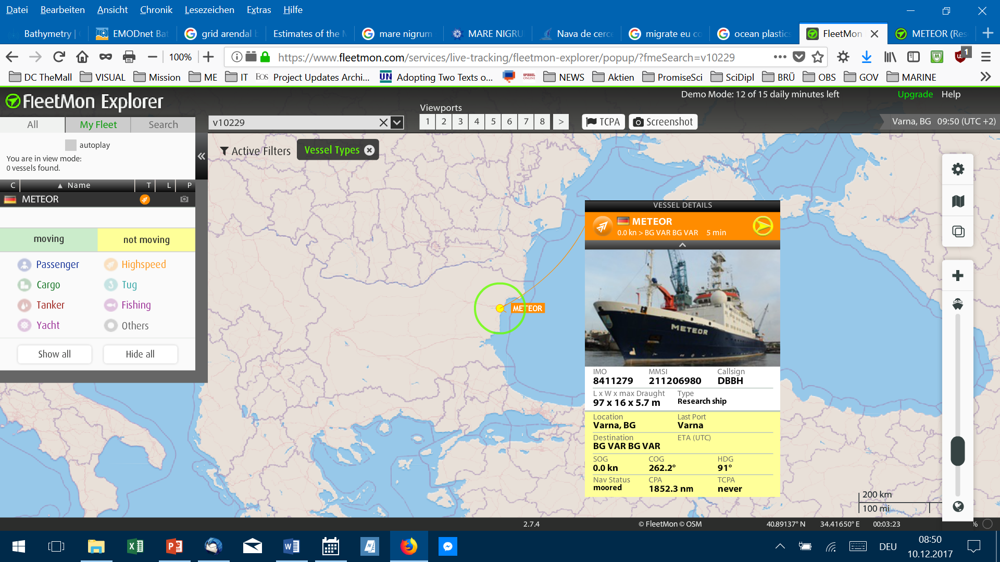 Datei Bearbeiten Ansicht Chronik Lesezeichen Extras Hilfe
Bathymetry | EMODnet Bat grid arendal b Estimates of the M mare nigrum MARE NIGRU Nava de cerce migrate eu co ocean plastics FleetMon METEOR (Res
100% https://www.fleetmon.com/services/live-tracking/fleetmon-explorer/popup/?fmeSearch=v10229 1
DC TheMall VISUAL Mission ME IT EOS Project Updates Archi... UN Adopting Two Texts o... SPIEGEL ONLINE NEWS Aktien PromiseSci SciDipl BRÜ OBS GOV MARINE
FleetMon Explorer
Demo Mode: 12 of 15 daily minutes left Upgrade Help
Viewports
All My Fleet Search
v10229
1 2 3 4 5 6 7 8 >
TCPA Screenshot
Varna, BG 09:50 (UTC +2)
autoplay
You are in view mode:
0 vessels found.
Active Filters Vessel Types
C Name T L P
METEOR
moving not moving
Passenger Highspeed
Cargo Tug
Tanker Fishing
Yacht Others
Show all Hide all
METEOR
VESSEL DETAILS
METEOR
0.0 kn > BG VAR BG VAR 5 min
METEOR
IMO MMSI Callsign
8411279 211206980 DBBH
L x W x max Draught Type
97 x 16 x 5.7 m Research ship
Location Last Port
Varna, BG Varna
Destination ETA (UTC)
BG VAR BG VAR
SOG COG HDG
0.0 kn 262.2° 91°
Nav Status CPA TCPA
moored 1852.3 nm never
200 km
100 mi
2.7.4 © FleetMon © OSM 40.89137° N 34.41650° E 00:03:23 %
DEU
08:50
10.12.2017